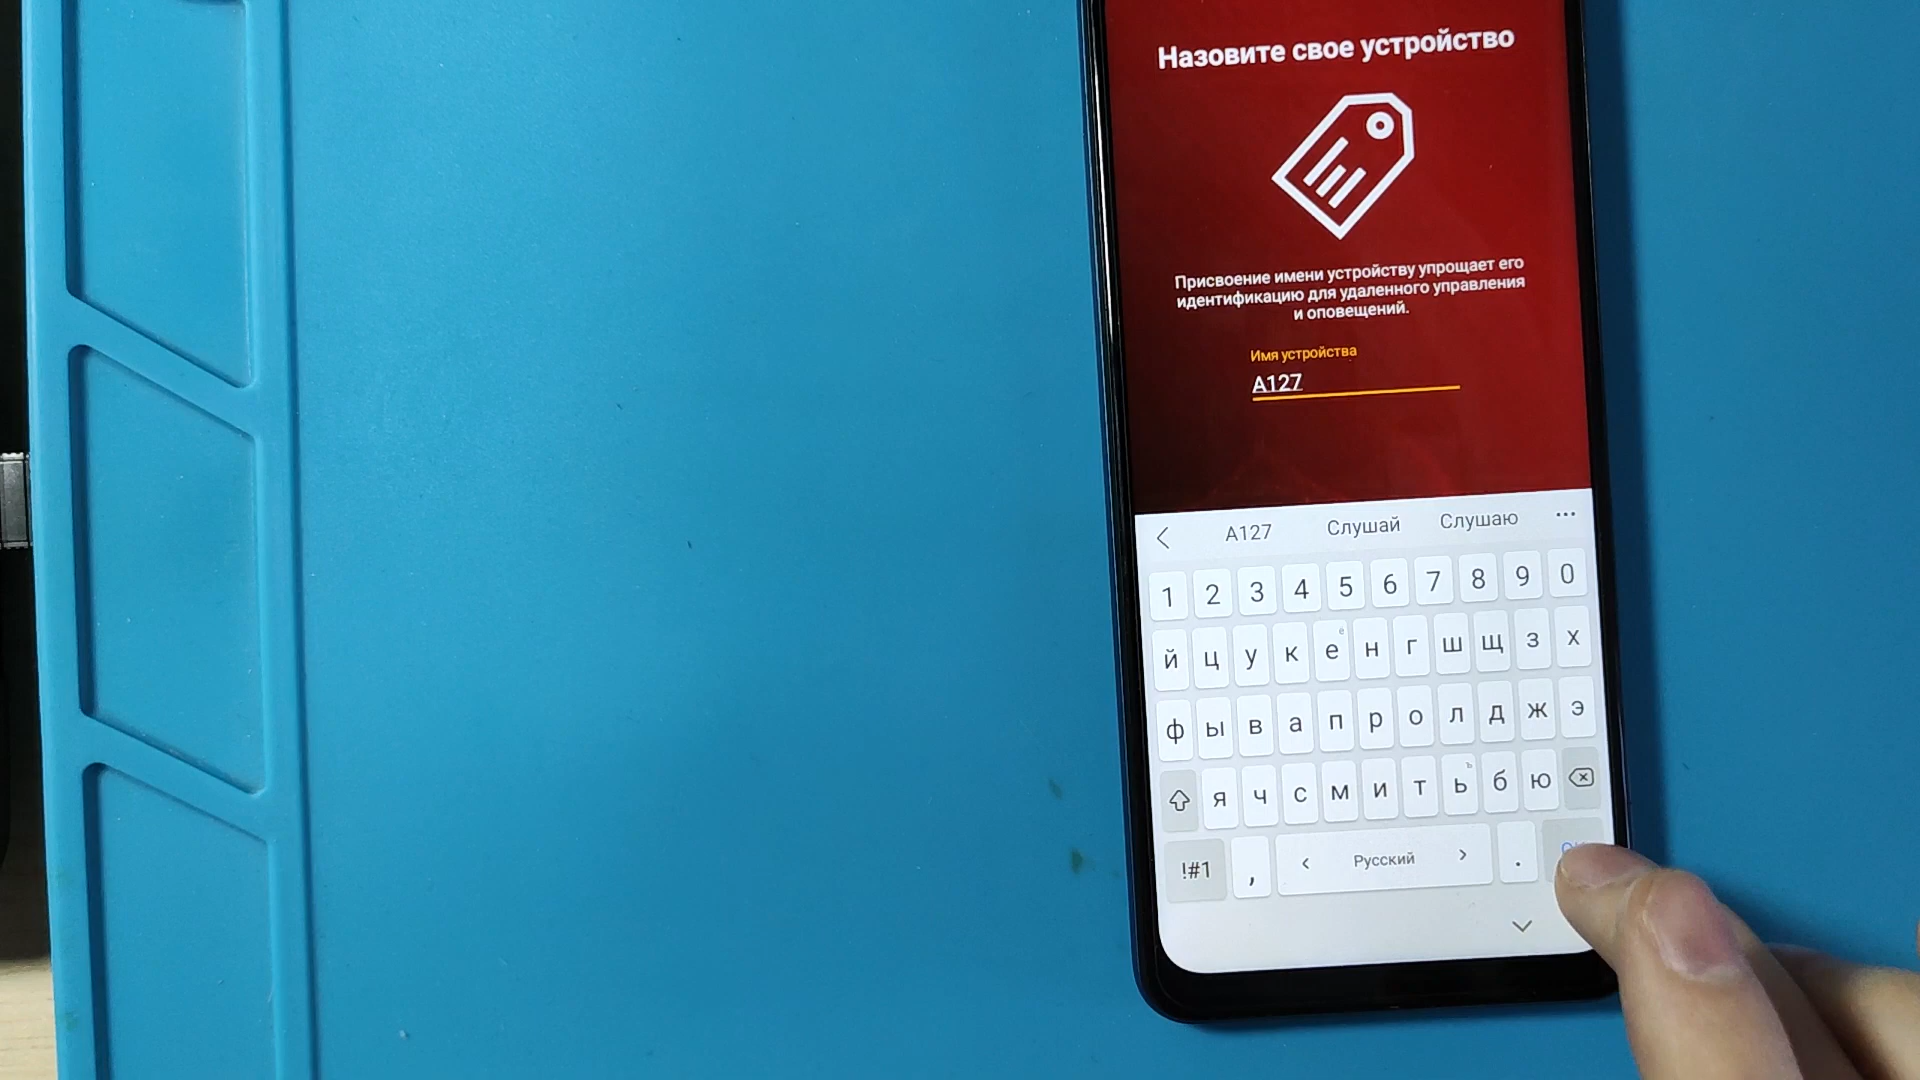 Назовите свое устройство
Присвоение имени устройству упрощает его
идентификацию для удаленного управления
и оповещений.
Имя устройства
A127
A127 Слушай Слушаю ...
1 2 3 4 5 6 7 8 9 0
й ц у к е ё н г ш щ з х
ф ы в а п р о л д ж э
я ч с м и т ь ъ б ю
!#1 , < Русский > .